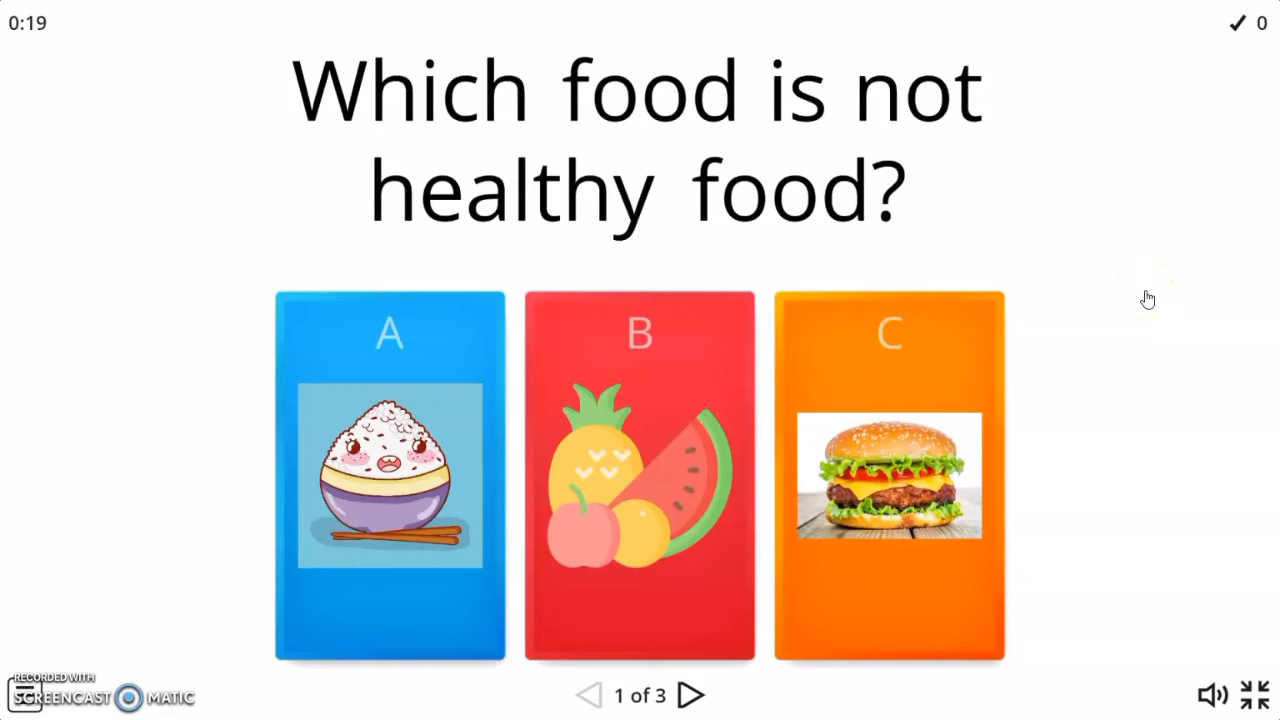 0:19
0
Which food is not
healthy food?
A
B
C
RECORDED WITH
SCREENCAST MATIC
1 of 3